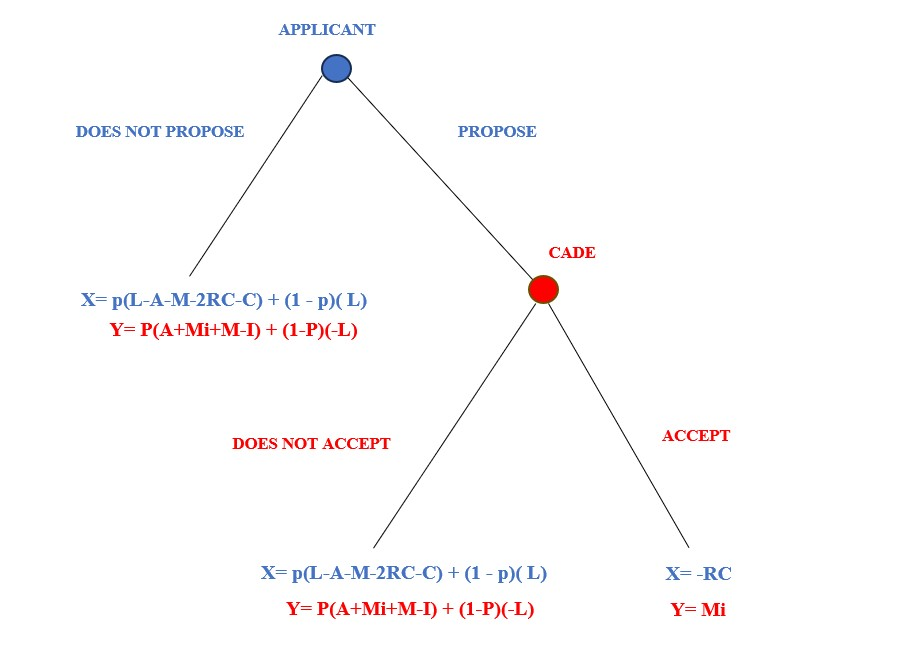 APPLICANT
DOES NOT PROPOSE
PROPOSE
CADE
X= p(L-A-M-2RC-C) + (1 - p)( L)
Y= P(A+Mi+M-I) + (1-P)(-L)
DOES NOT ACCEPT
ACCEPT
X= p(L-A-M-2RC-C) + (1 - p)( L)
Y= P(A+Mi+M-I) + (1-P)(-L)
X= -RC
Y= Mi